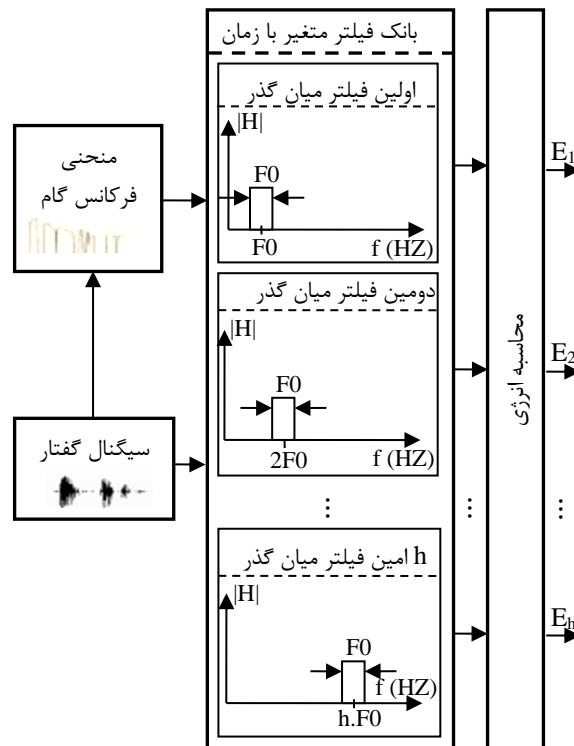 بانک فیلتر متغیر با زمان
اولین فیلتر میان گذر
|H|
F0
F0
f (HZ)
منحنی
فرکانس گام
سیگنال گفتار
دومین فیلتر میان گذر
|H|
F0
2F0
f (HZ)
⋮
h امین فیلتر میان گذر
|H|
F0
f (HZ)
h.F0
⋮
محاسبه انرژی
E1
E2
⋮
Eh